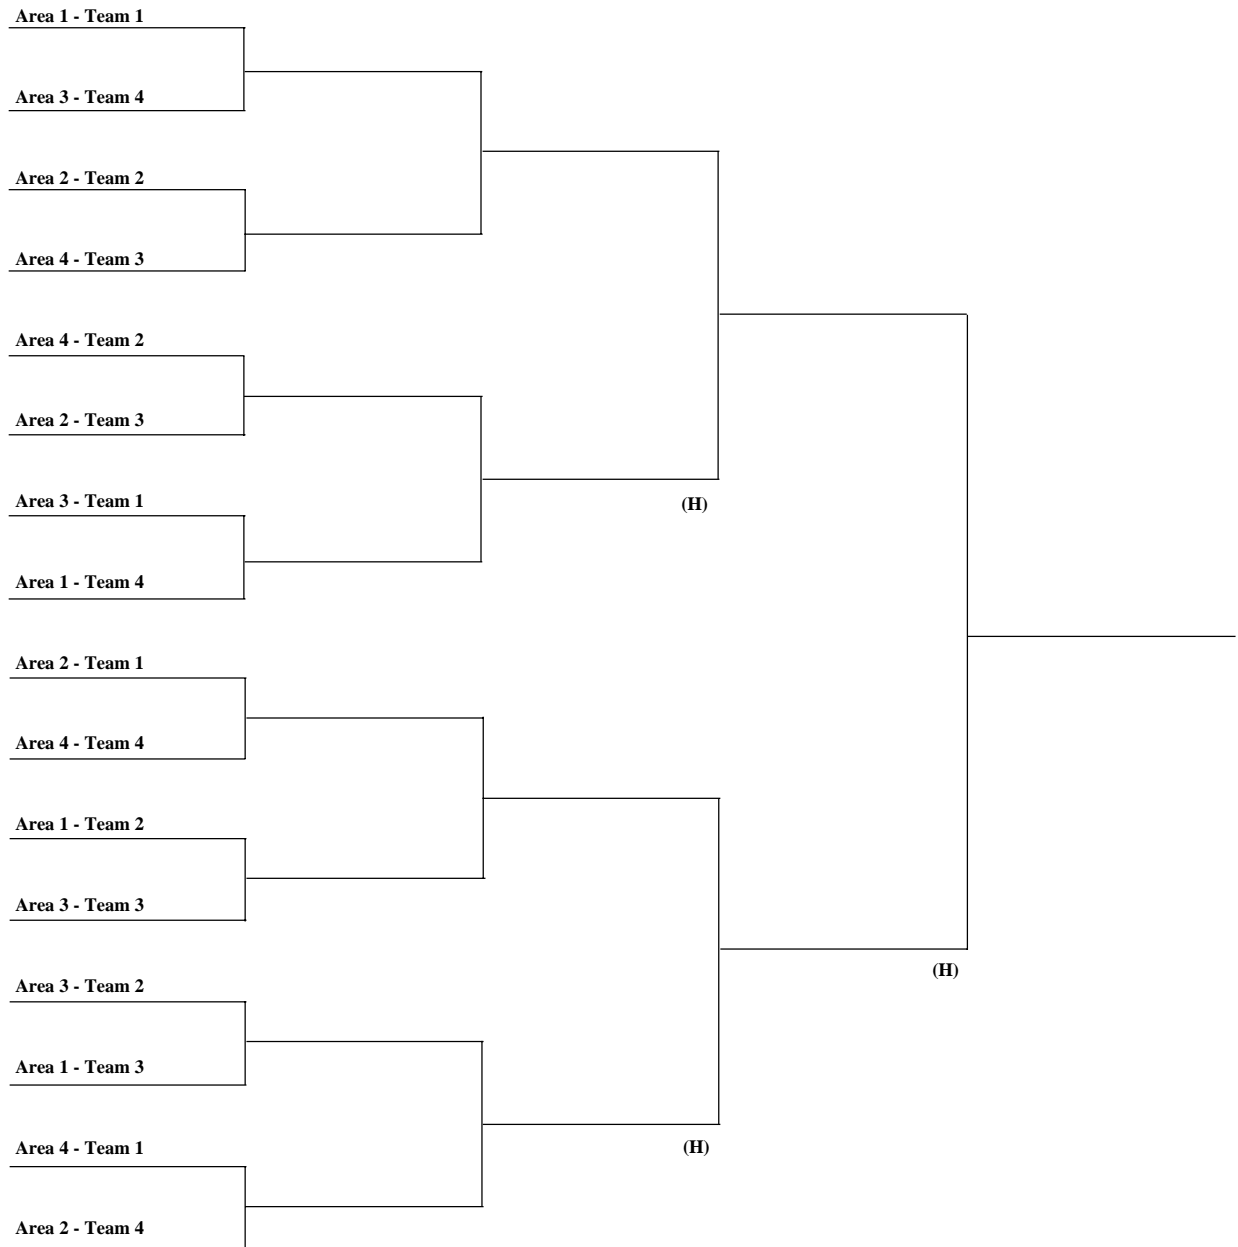 Area 1 - Team 1
Area 3 - Team 4
Area 2 - Team 2
Area 4 - Team 3
Area 4 - Team 2
Area 2 - Team 3
Area 3 - Team 1
(H)
Area 1 - Team 4
Area 2 - Team 1
Area 4 - Team 4
Area 1 - Team 2
Area 3 - Team 3
(H)
Area 3 - Team 2
Area 1 - Team 3
Area 4 - Team 1
(H)
Area 2 - Team 4